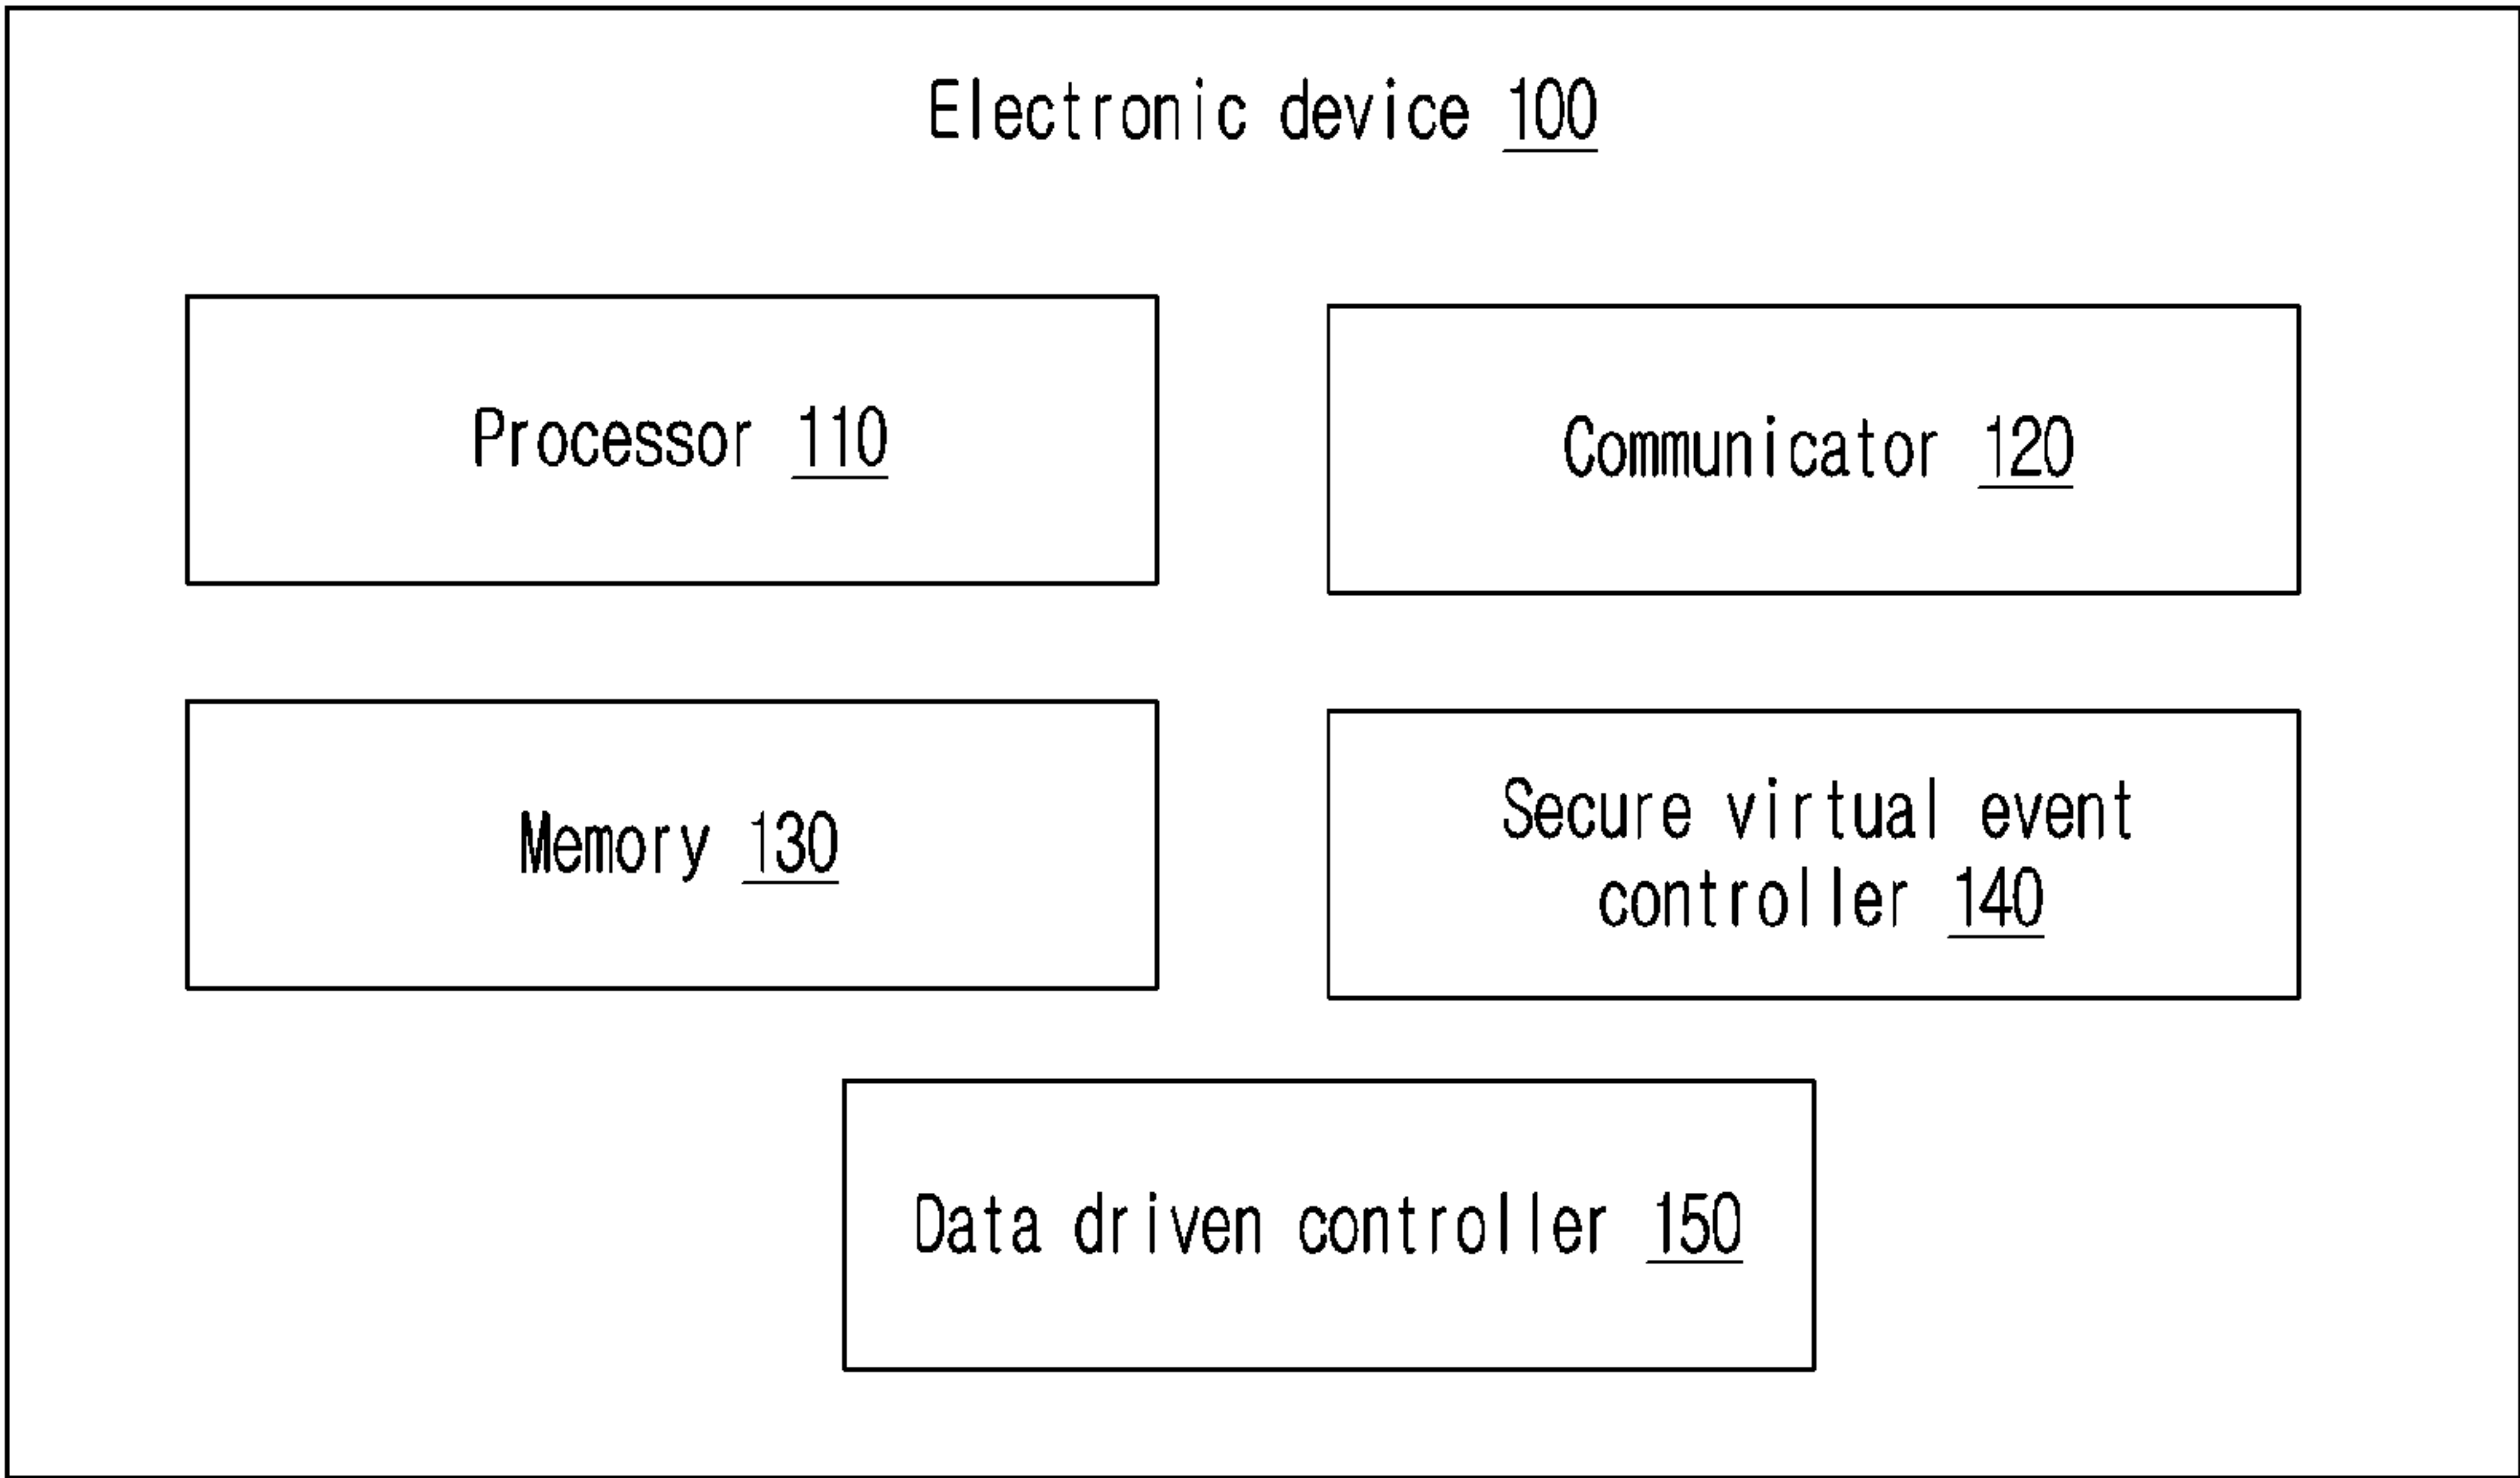 Electronic device 100
Processor 110
Communicator 120
Memory 130
Secure virtual event
controller 140
Data driven controller 150